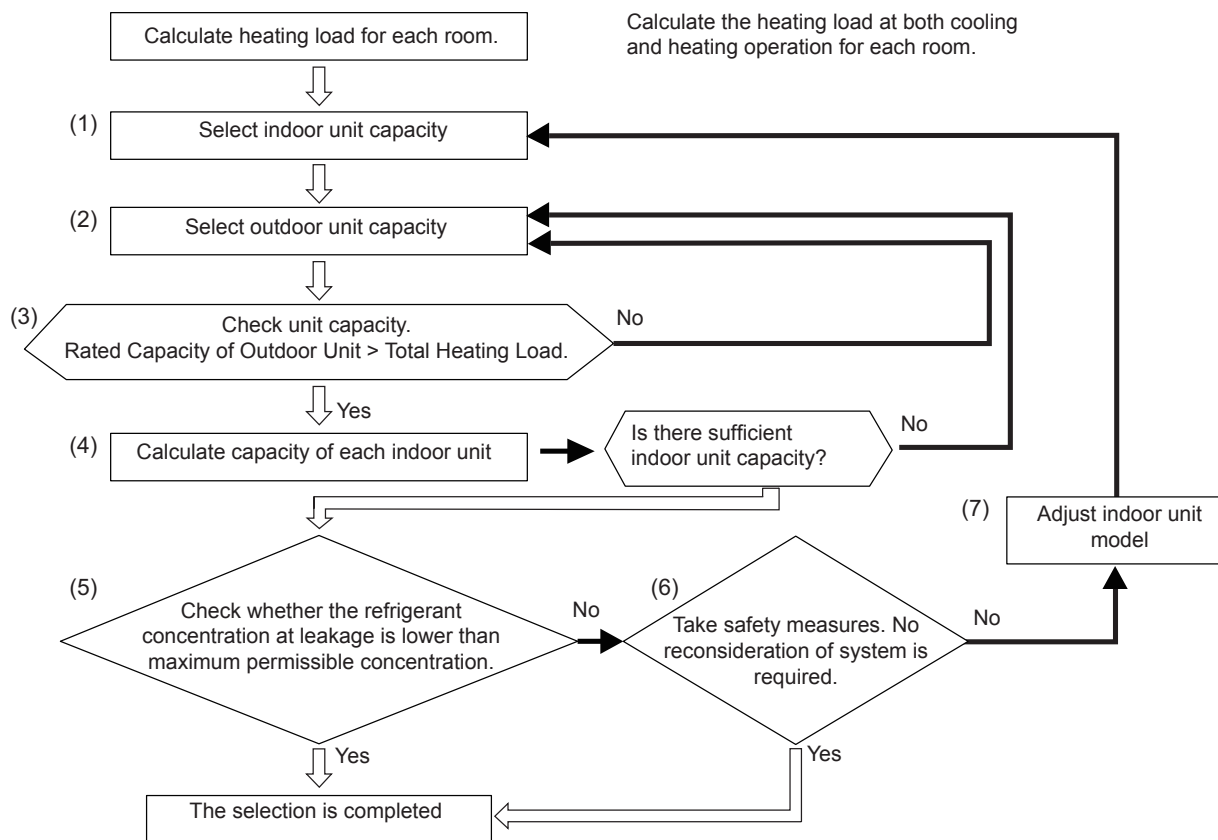 Calculate heating load for each room.
Calculate the heating load at both cooling
and heating operation for each room.
(1)
Select indoor unit capacity
(2)
Select outdoor unit capacity
(3)
Check unit capacity.
Rated Capacity of Outdoor Unit > Total Heating Load.
No
Yes
(4)
Calculate capacity of each indoor unit
Is there sufficient
indoor unit capacity?
No
(7)
Adjust indoor unit
model
(5)
Check whether the refrigerant
concentration at leakage is lower than
maximum permissible concentration.
No
(6)
Take safety measures. No
reconsideration of system is
required.
No
Yes
Yes
The selection is completed